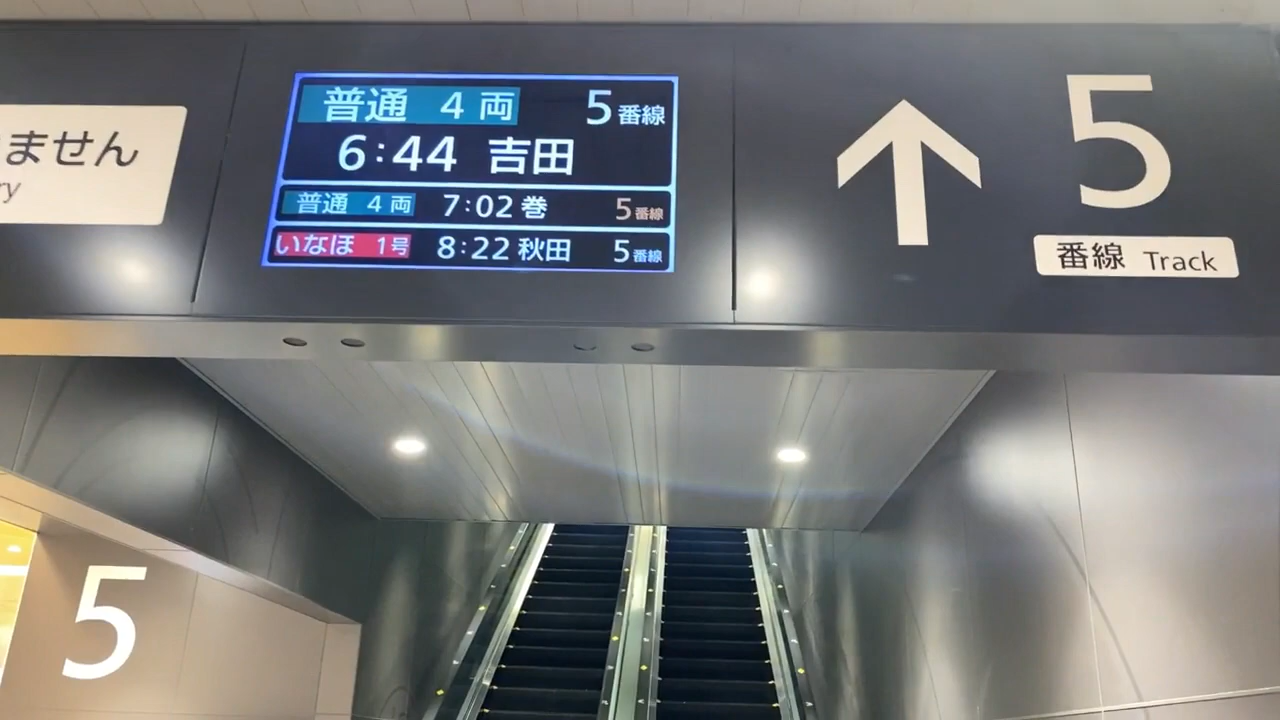 ません
ry
普通 4両 5番線
6:44 吉田
普通 4両 7:02 巻 5番線
いなほ 1号 8:22 秋田 5番線
5
番線 Track
5